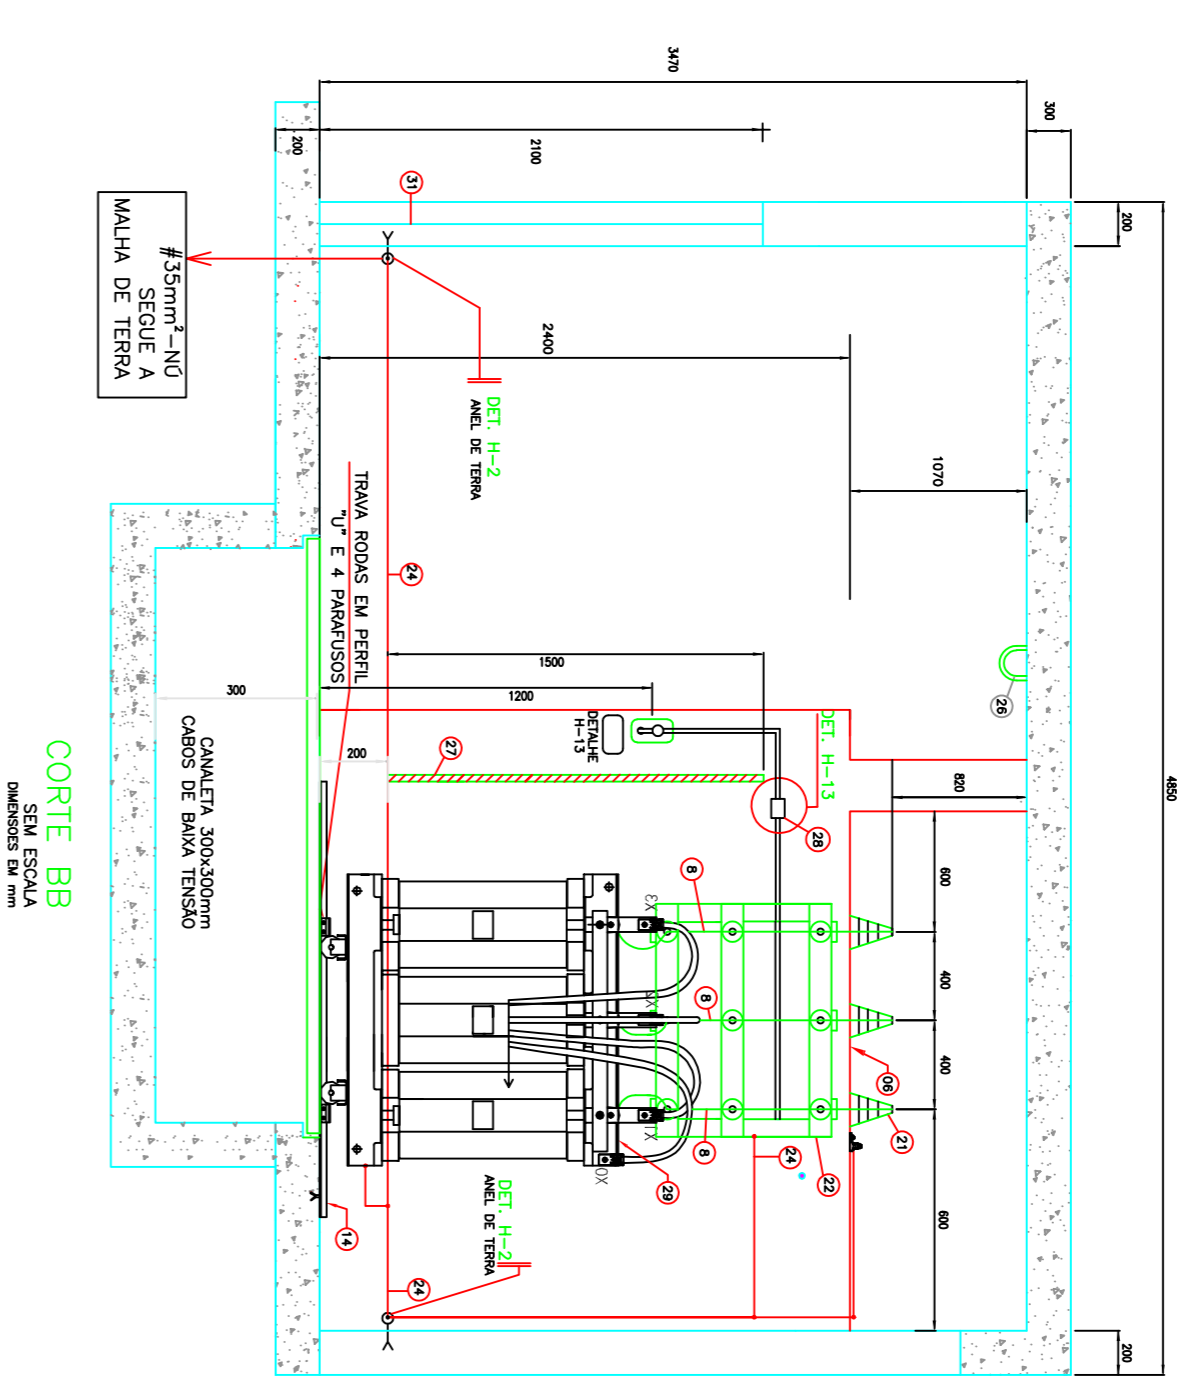 4850
3470
300
200
2100
200
31
#35mm²-NÚ
SEGUE A
MALHA DE TERRA
2400
1070
DET. H-2
ANEL DE TERRA
24
TRAVA RODAS EM PERFIL
"U" E 4 PARAFUSOS
1500
1200
26
DETALHE
H-13
DET. H-13
27
28
820
300
200
CANALETA 300x300mm
CABOS DE BAIXA TENSÃO
600
400
400
600
8
8
8
X3
X1
X0
06
21
22
24
29
14
DET. H-2
ANEL DE TERRA
24
200
CORTE BB
SEM ESCALA
DIMENSOES EM mm